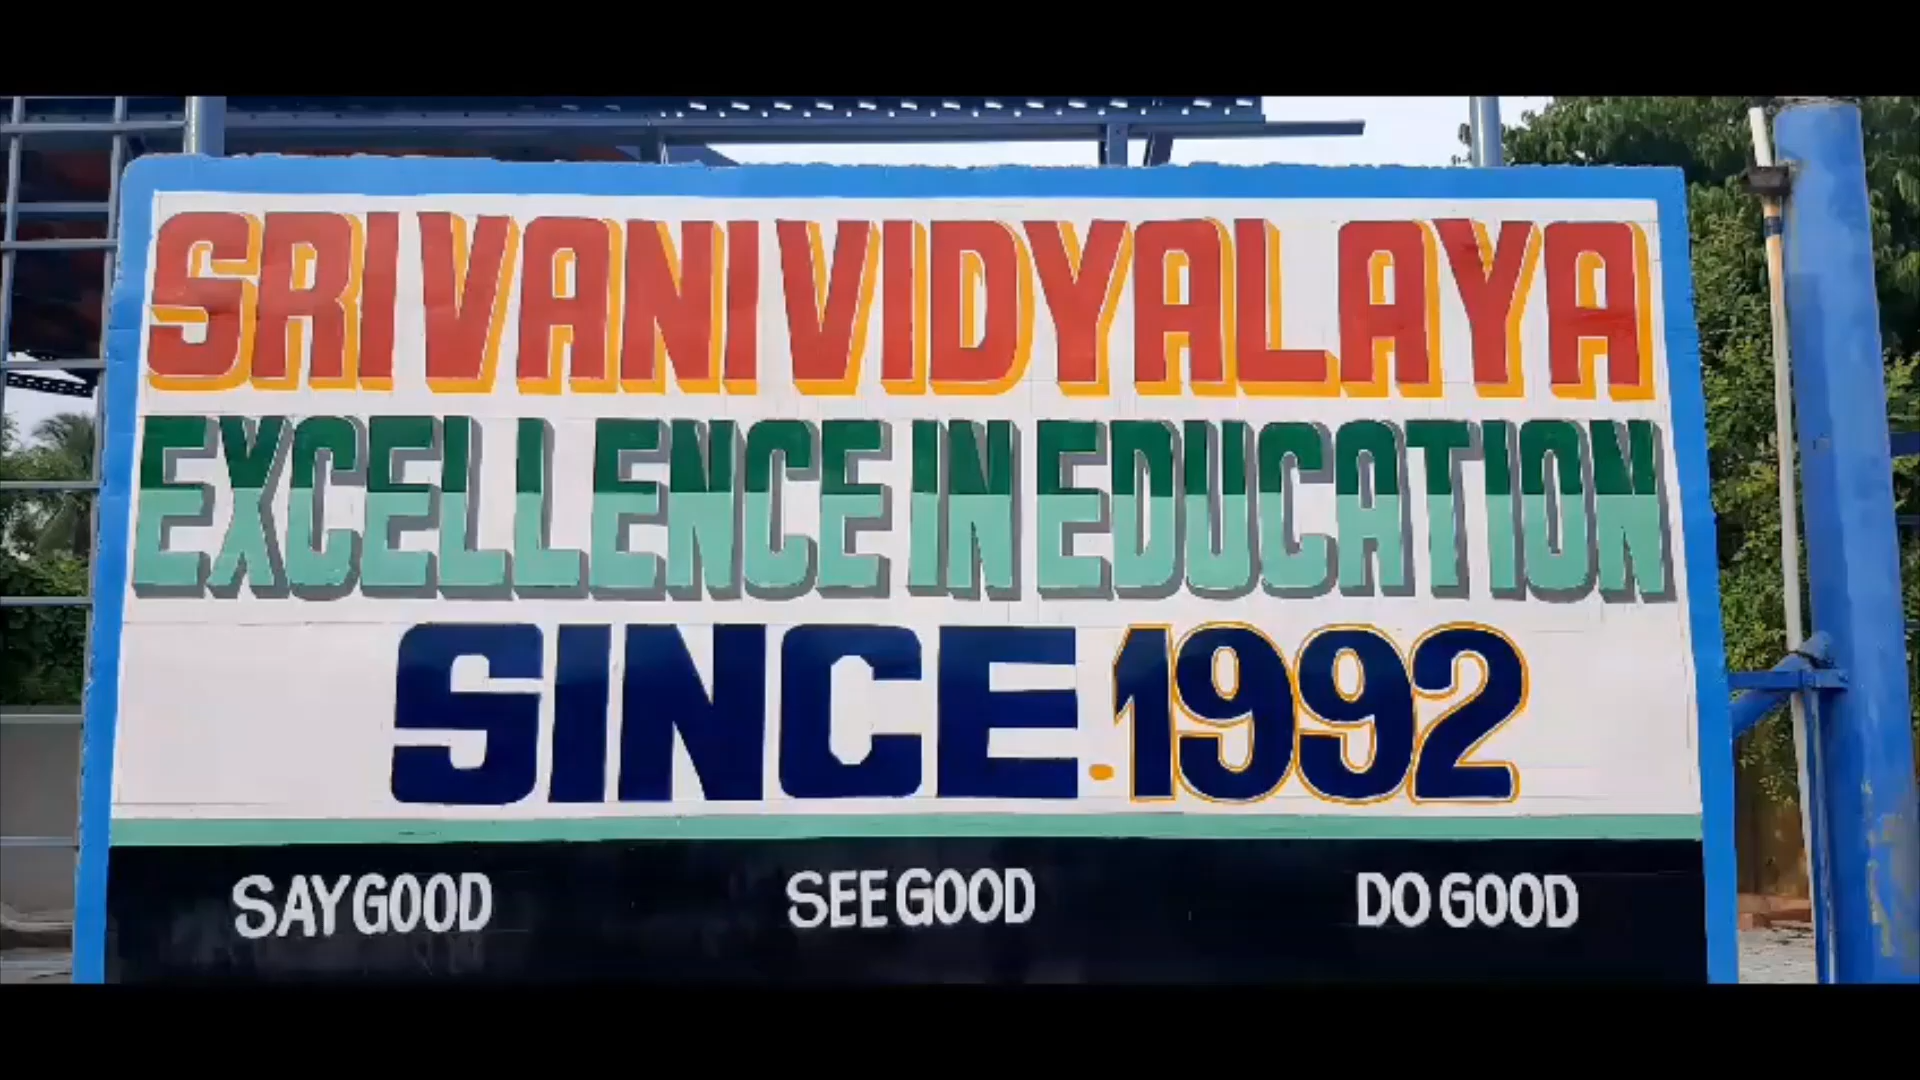 SRI VANI VIDYALAYA
EXCELLENCE IN EDUCATION
SINCE.1992
SAY GOOD SEE GOOD DO GOOD